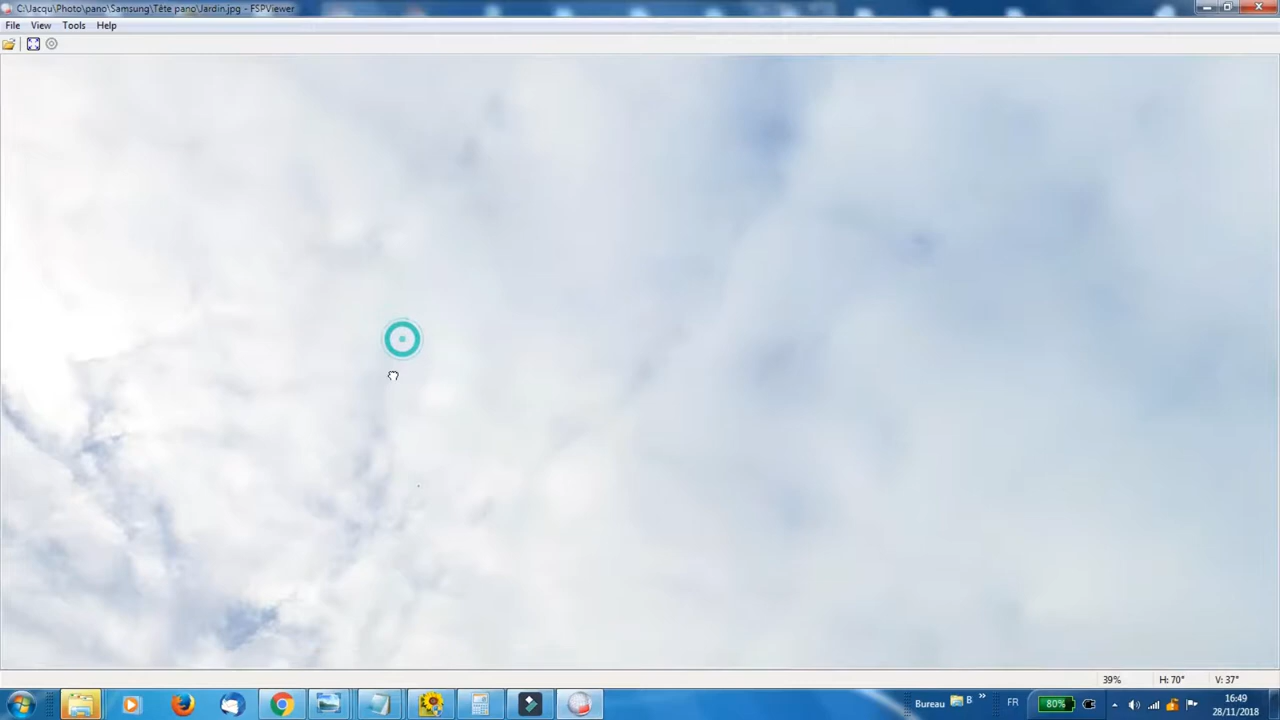 C:\Jacqu\Photo\pano\Samsung\Tête pano\Jardin.jpg - FSPViewer
File View Tools Help
39% H: 70° V: 37°
Bureau B » FR 80% 16:49
28/11/2018